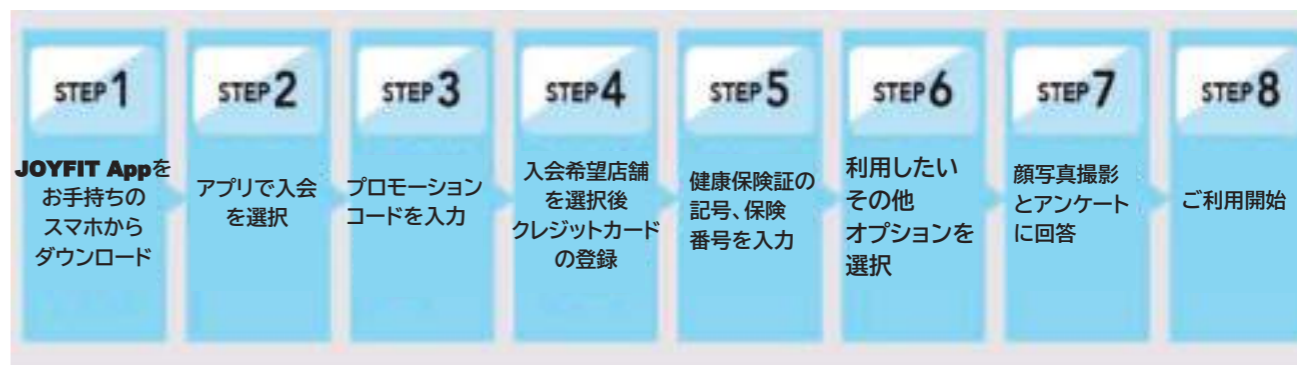 STEP 1
JOYFIT Appを
お手持ちの
スマホから
ダウンロード
STEP 2
アプリで入会
を選択
STEP 3
プロモーション
コードを入力
STEP 4
入会希望店舗
を選択後
クレジットカード
の登録
STEP 5
健康保険証の
記号、保険
番号を入力
STEP 6
利用したい
その他
オプションを
選択
STEP 7
顔写真撮影
とアンケート
に回答
STEP 8
ご利用開始